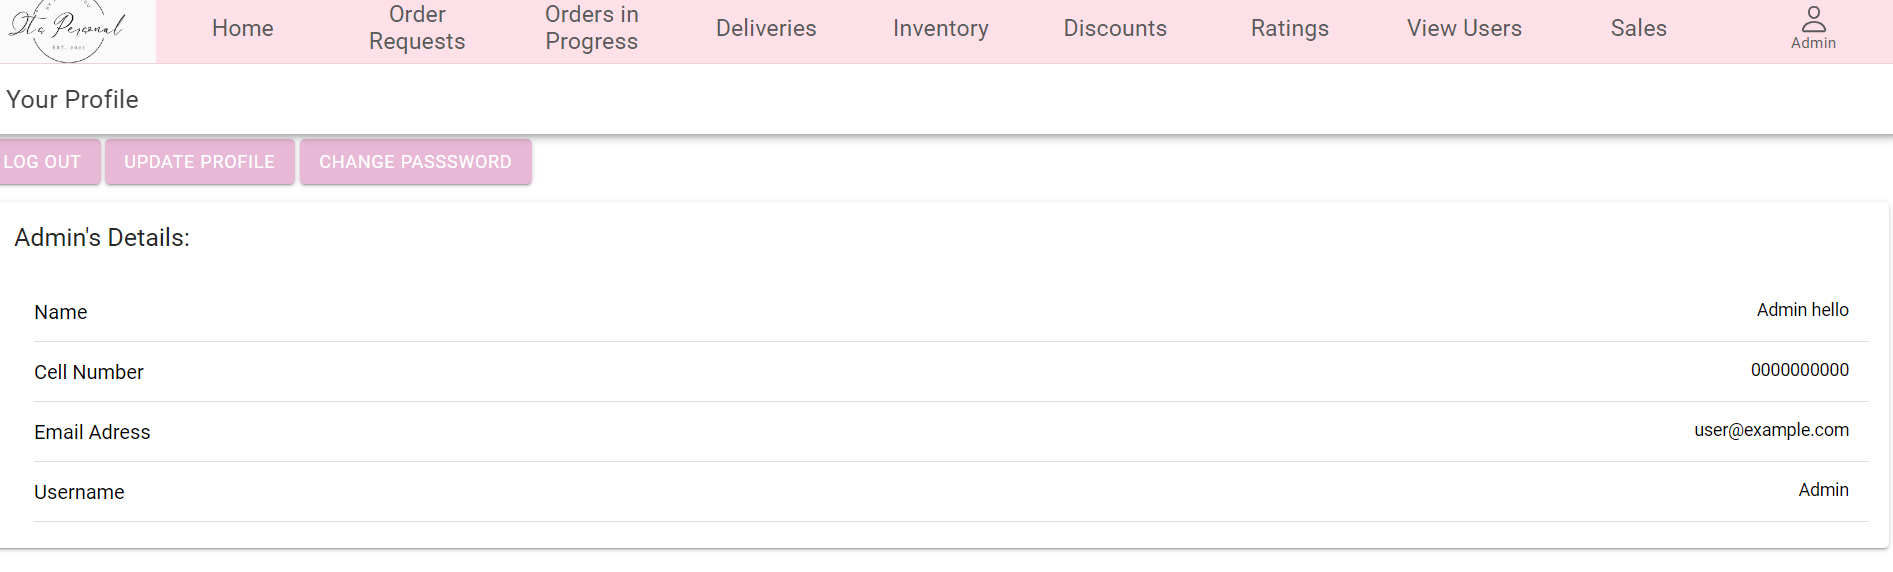 It's Personal
EST. 2022
Home
Order
Requests
Orders in
Progress
Deliveries
Inventory
Discounts
Ratings
View Users
Sales
Admin
Your Profile
LOG OUT
UPDATE PROFILE
CHANGE PASSSWORD
Admin's Details:
Name
Admin hello
Cell Number
0000000000
Email Adress
user@example.com
Username
Admin